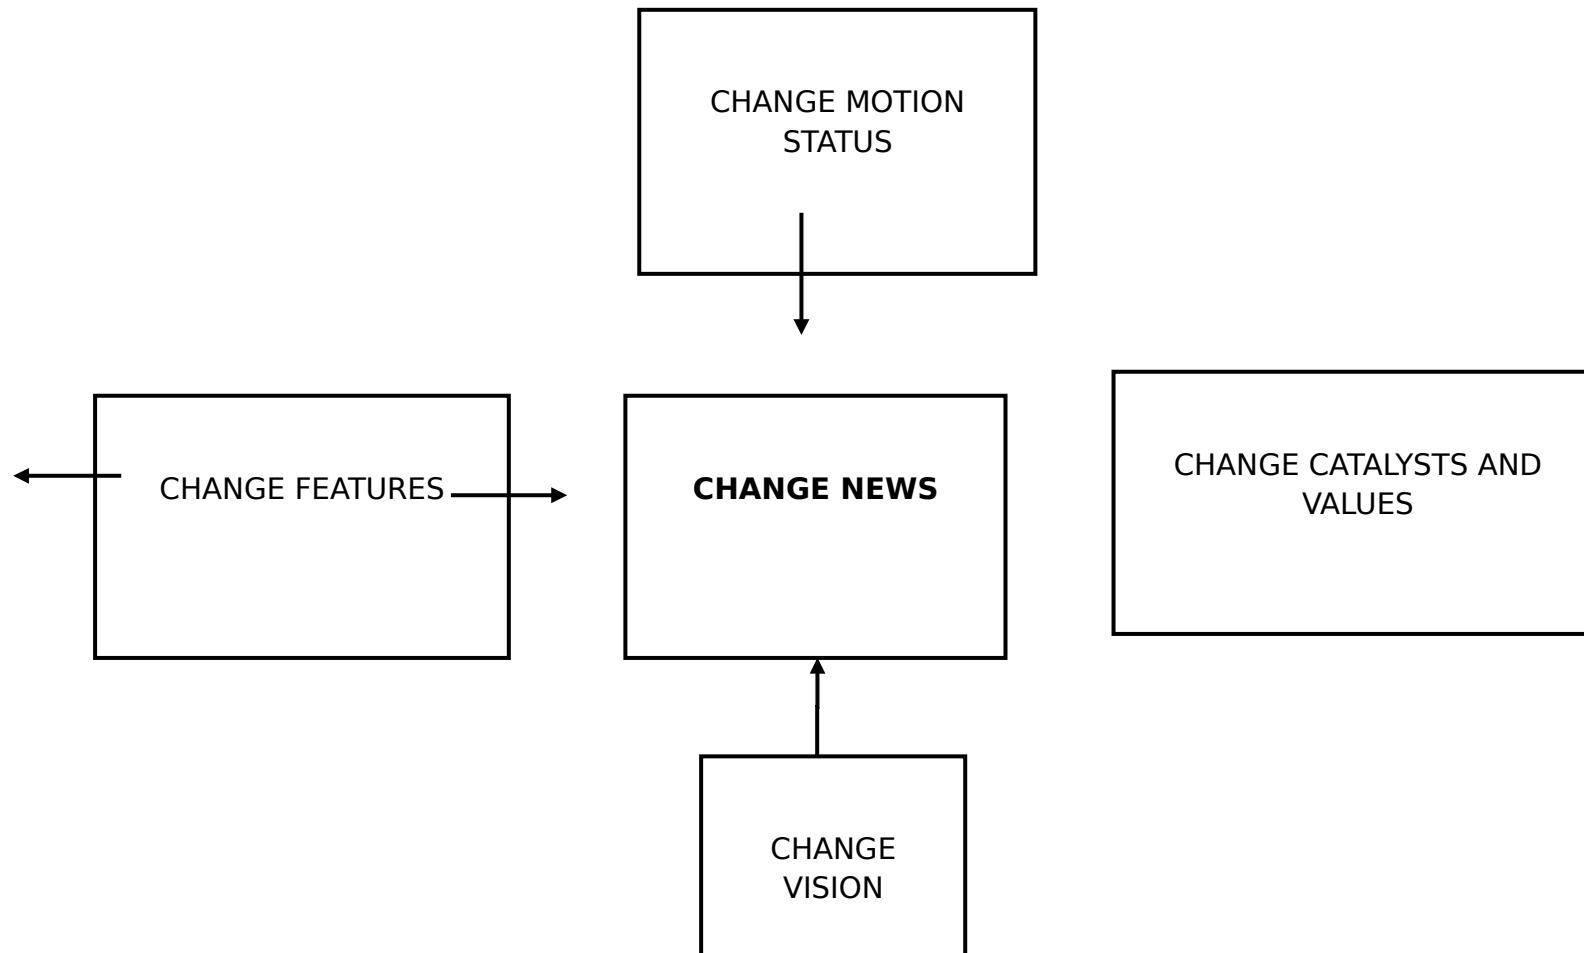 CHANGE MOTION
STATUS
CHANGE FEATURES
CHANGE NEWS
CHANGE CATALYSTS AND
VALUES
CHANGE
VISION